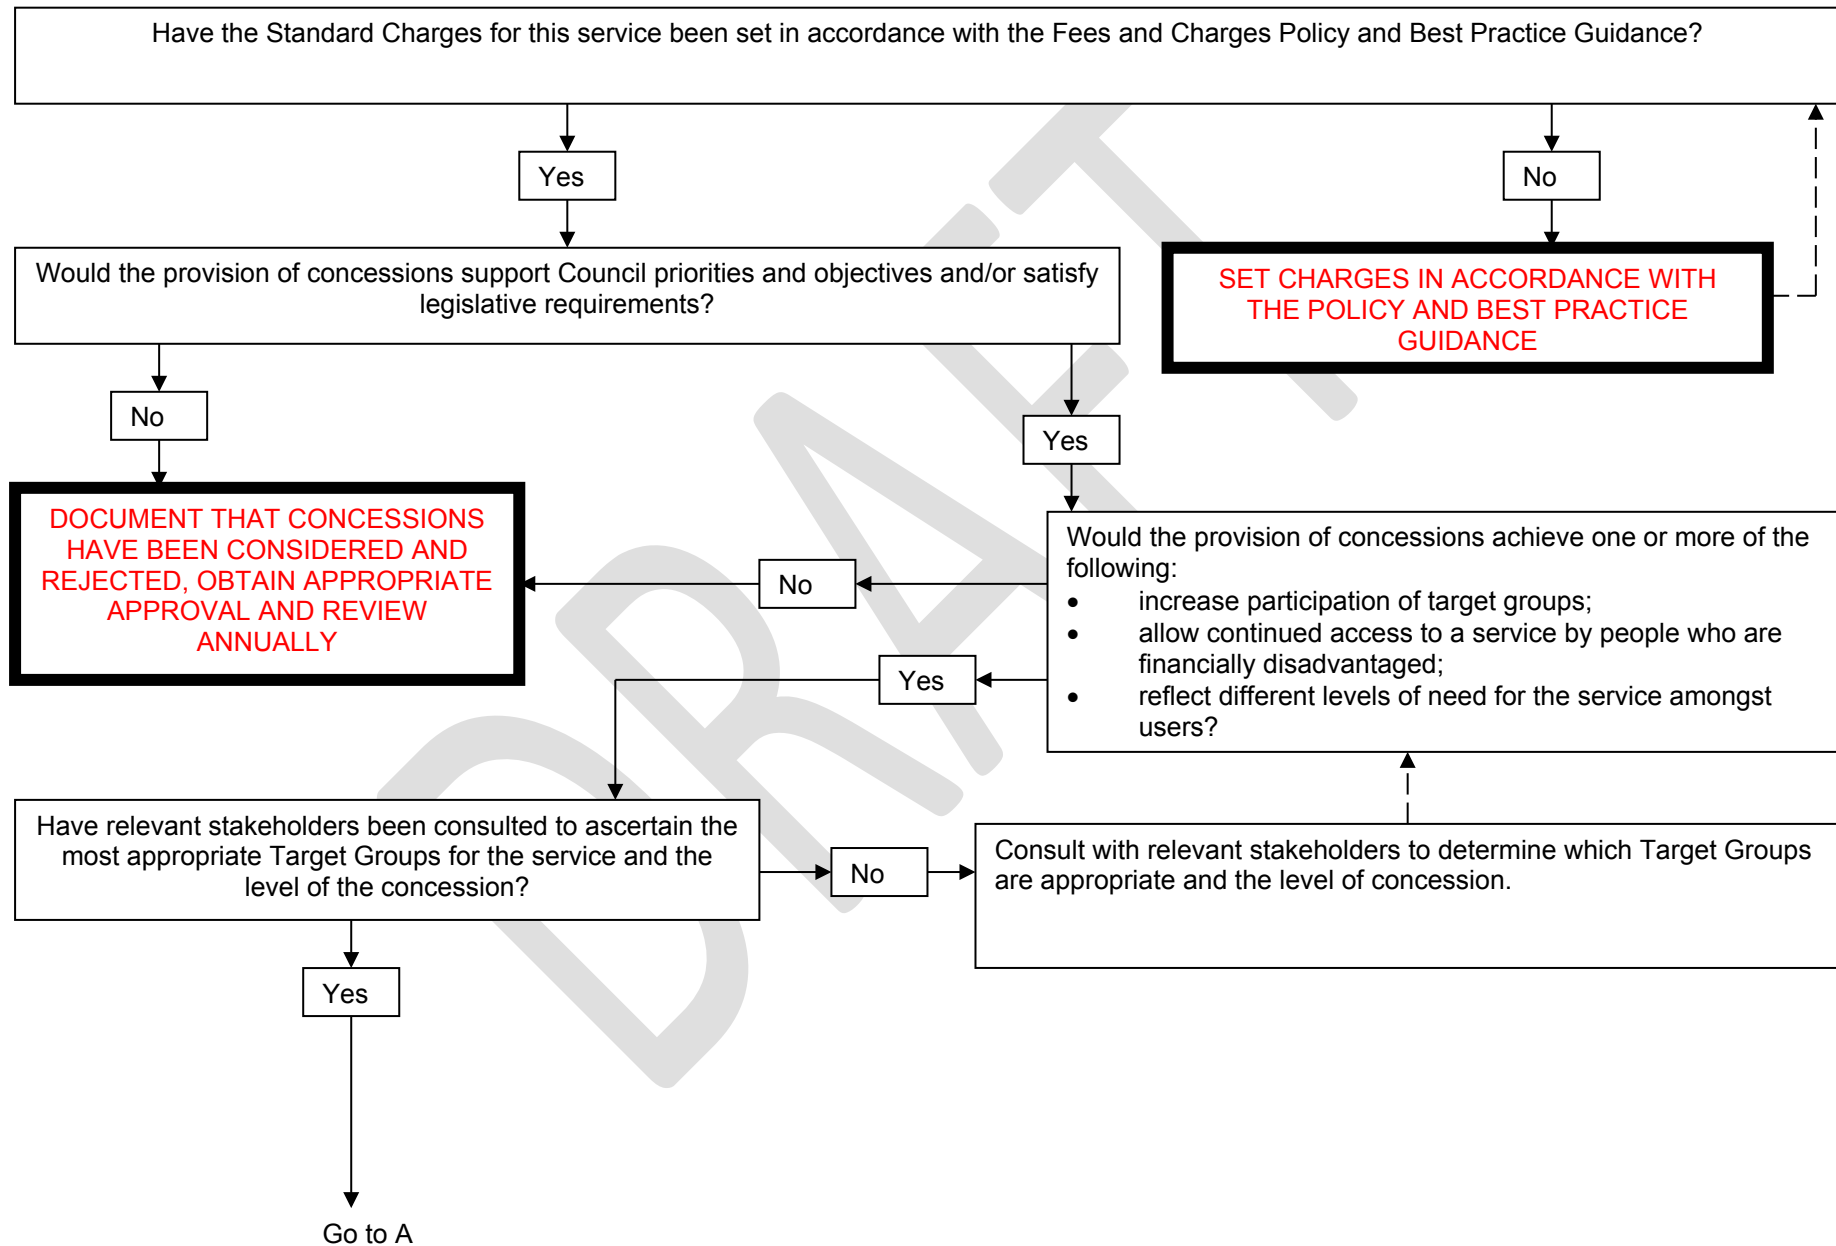 Have the Standard Charges for this service been set in accordance with the Fees and Charges Policy and Best Practice Guidance?
Yes
No
Would the provision of concessions support Council priorities and objectives and/or satisfy
legislative requirements?
SET CHARGES IN ACCORDANCE WITH
THE POLICY AND BEST PRACTICE
GUIDANCE
No
Yes
DOCUMENT THAT CONCESSIONS
HAVE BEEN CONSIDERED AND
REJECTED, OBTAIN APPROPRIATE
APPROVAL AND REVIEW
ANNUALLY
Would the provision of concessions achieve one or more of the
following:
• increase participation of target groups;
• allow continued access to a service by people who are
financially disadvantaged;
• reflect different levels of need for the service amongst
users?
No
Yes
Have relevant stakeholders been consulted to ascertain the
most appropriate Target Groups for the service and the
level of the concession?
No
Consult with relevant stakeholders to determine which Target Groups
are appropriate and the level of concession.
Yes
Go to A
DRAFT